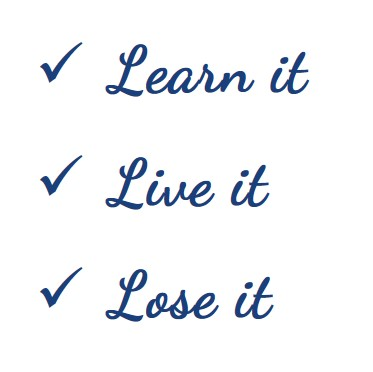 ✓ Learn it
✓ Live it
✓ Lose it